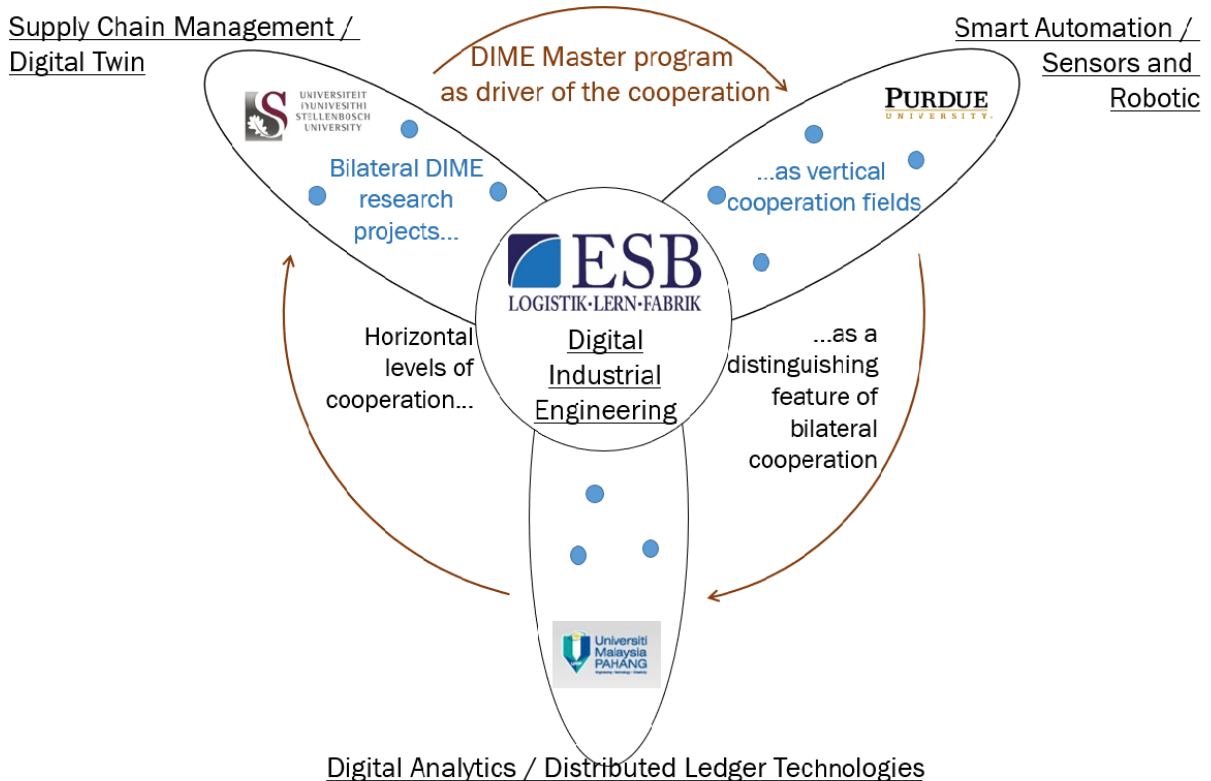 Supply Chain Management /
Digital Twin
DIME Master program
as driver of the cooperation
Smart Automation /
Sensors and
Robotic
UNIVERSITEIT
IYUNIVESITHI
STELLENBOSCH
UNIVERSITY
PURDUE
UNIVERSITY.
Bilateral DIME
research
projects...
...as vertical
cooperation fields
ESB
LOGISTIK·LERN·FABRIK
Digital
Industrial
Engineering
Horizontal
levels of
cooperation...
...as a
distinguishing
feature of
bilateral
cooperation
Universiti
Malaysia
PAHANG
Digital Analytics / Distributed Ledger Technologies